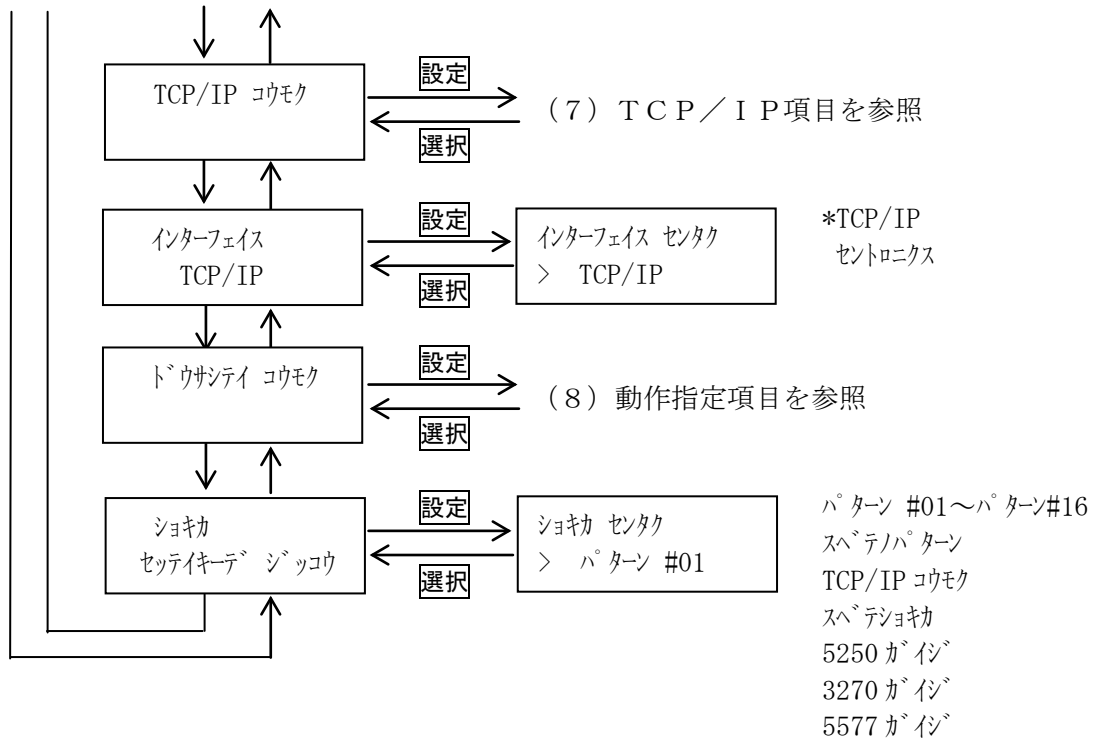 TCP/IP コウモク
設定
選択
(7)TCP/IP項目を参照
インターフェイス
TCP/IP
設定
選択
インターフェイス センタク
> TCP/IP
*TCP/IP
セントロニクス
ドウサシテイ コウモク
設定
選択
(8)動作指定項目を参照
ショキカ
セッテイキーデ ジッコウ
設定
選択
ショキカ センタク
> パターン #01
パターン #01~パターン#16
スベテノパターン
TCP/IP コウモク
スベテショキカ
5250 ガイジ
3270 ガイジ
5577 ガイジ